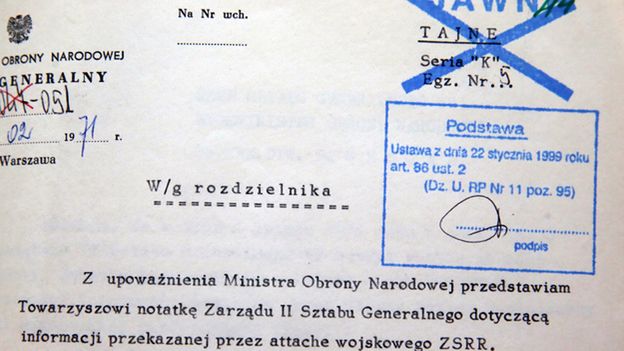 JAWN
Na Nr wch.
TAJNE
Seria "K"
Egz. Nr. 5
OBRONY NARODOWEJ
GENERALNY
051
02 1971 r.
Warszawa
Podstawa
Ustawa z dnia 22 stycznia 1999 roku
art. 86 ust. 2
(Dz. U. RP Nr 11 poz. 95)
podpis
W/g rozdzielnika
Z upoważnienia Ministra Obrony Narodowej przedstawiam
Towarzyszowi notatkę Zarządu II Sztabu Generalnego dotyczącą
informacji przekazanej przez attache wojskowego ZSRR.